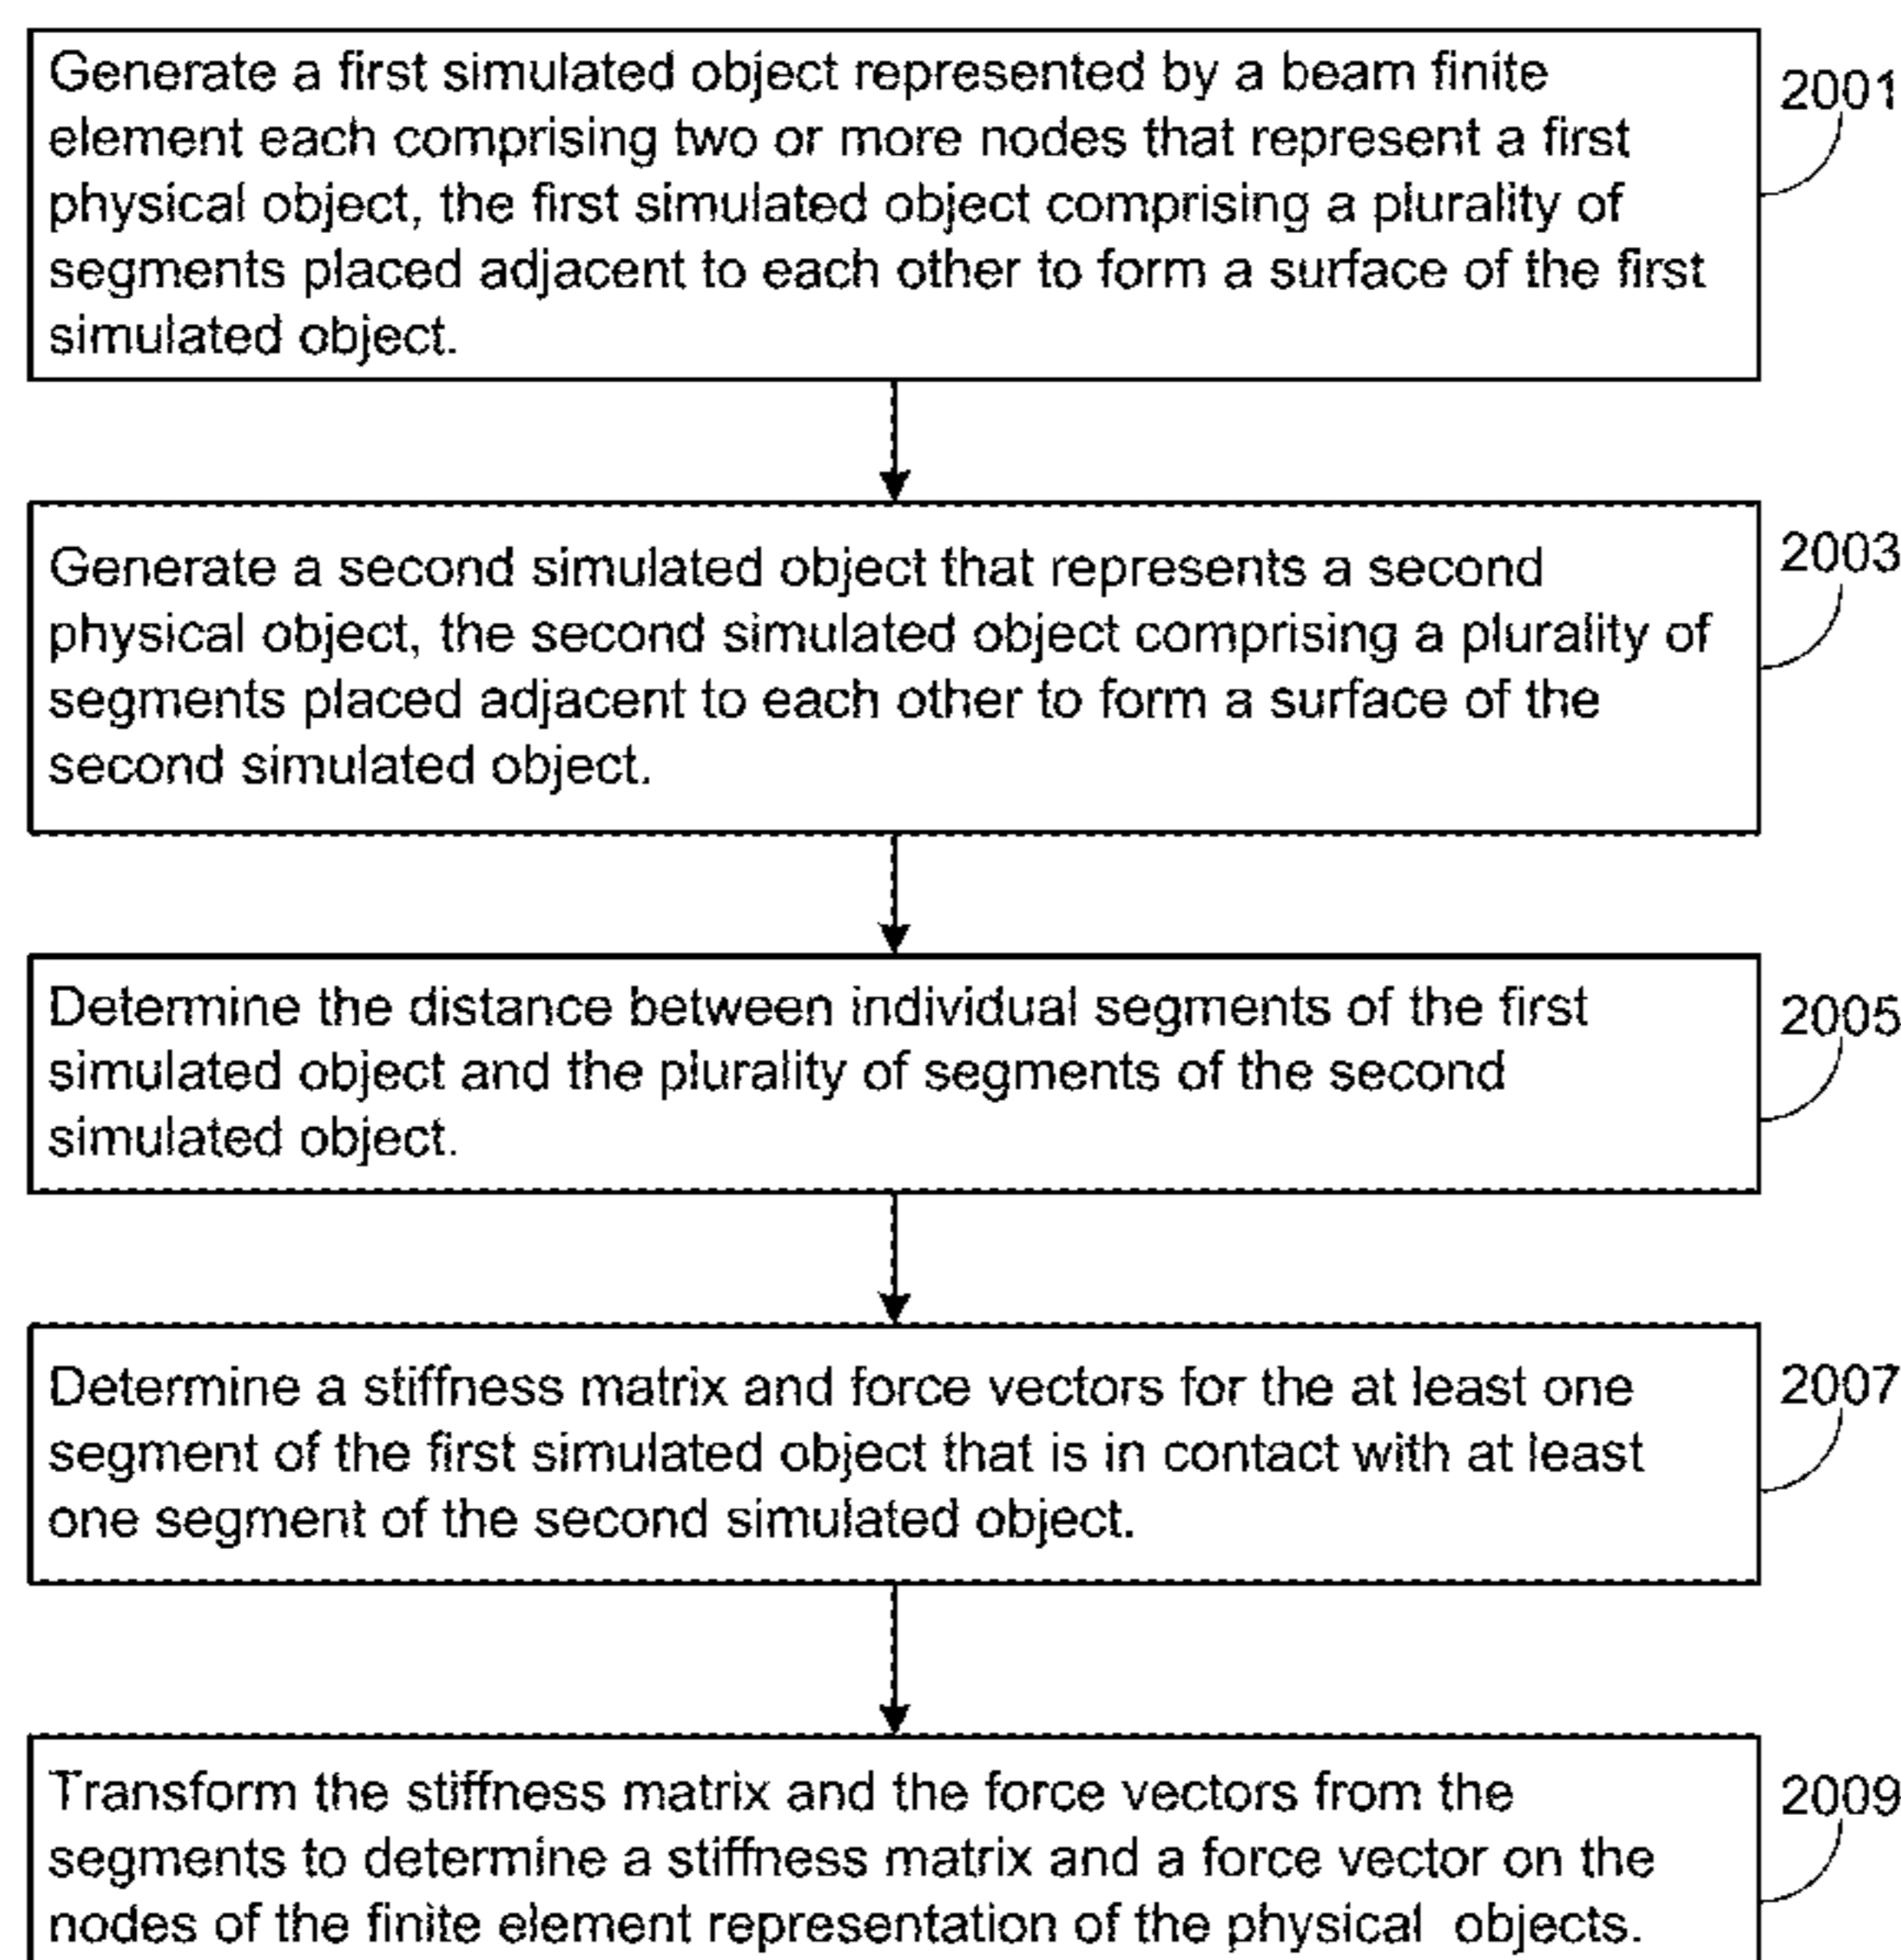 Generate a first simulated object represented by a beam finite
element each comprising two or more nodes that represent a first
physical object, the first simulated object comprising a plurality of
segments placed adjacent to each other to form a surface of the first
simulated object.
2001
Generate a second simulated object that represents a second
physical object, the second simulated object comprising a plurality of
segments placed adjacent to each other to form a surface of the
second simulated object.
2003
Determine the distance between individual segments of the first
simulated object and the plurality of segments of the second
simulated object.
2005
Determine a stiffness matrix and force vectors for the at least one
segment of the first simulated object that is in contact with at least
one segment of the second simulated object.
2007
Transform the stiffness matrix and the force vectors from the
segments to determine a stiffness matrix and a force vector on the
nodes of the finite element representation of the physical objects.
2009